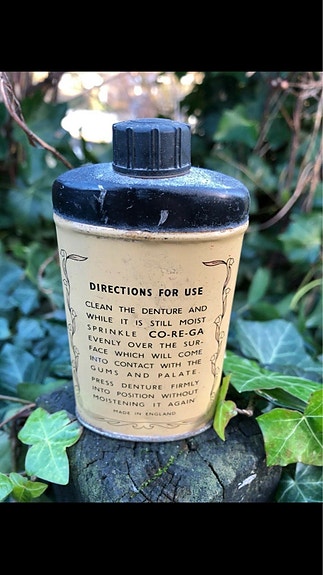 DIRECTIONS FOR USE
CLEAN THE DENTURE AND
WHILE IT IS STILL MOIST
SPRINKLE CO-RE-GA
EVENLY OVER THE SUR-
FACE WHICH WILL COME
INTO CONTACT WITH THE
GUMS AND PALATE.
PRESS DENTURE FIRMLY
INTO POSITION WITHOUT
MOISTENING IT AGAIN
MADE IN ENGLAND